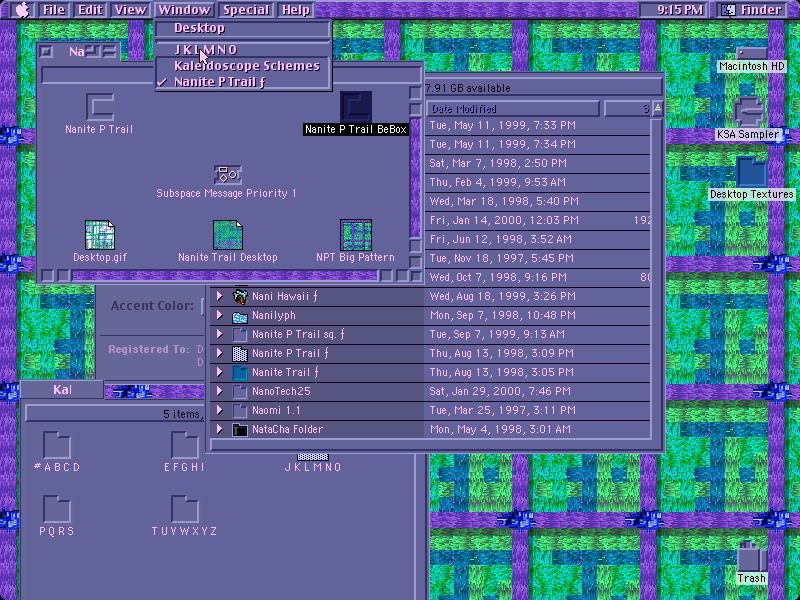 File Edit View Window Special Help 9:15 PM Finder
Desktop
J K L M N O
Kaleidoscope Schemes
✓ Nanite P Trail ƒ
Na
Nanite P Trail
Nanite P Trail BeBox
Subspace Message Priority 1
Desktop.gif
Nanite Trail Desktop
NPT Big Pattern
7.91 GB available
Date Modified S
Tue, May 11, 1999, 7:33 PM
Tue, May 11, 1999, 7:34 PM
Sat, Mar 7, 1998, 2:50 PM
Thu, Feb 4, 1999, 9:53 AM
Wed, Mar 18, 1998, 5:40 PM
Fri, Jan 14, 2000, 12:03 PM 192
Fri, Jun 12, 1998, 3:52 AM
Tue, Nov 18, 1997, 5:45 PM
Wed, Oct 7, 1998, 9:16 PM 80
Nani Hawaii ƒ Wed, Aug 18, 1999, 3:26 PM
Nanilyph Mon, Sep 7, 1998, 10:48 PM
Nanite P Trail sq. ƒ Tue, Sep 7, 1999, 9:13 AM
Nanite P Trail ƒ Thu, Aug 13, 1998, 3:09 PM
Nanite Trail ƒ Thu, Aug 13, 1998, 3:05 PM
NanoTech25 Sat, Jan 29, 2000, 7:46 PM
Naomi 1.1 Tue, Mar 25, 1997, 3:11 PM
NataCha Folder Mon, May 4, 1998, 3:01 AM
Accent Color:
Registered To: D
D
Kal
5 items,
# A B C D
E F G H I
J K L M N O
P Q R S
T U V W X Y Z
Macintosh HD
KSA Sampler
Desktop Textures
Trash